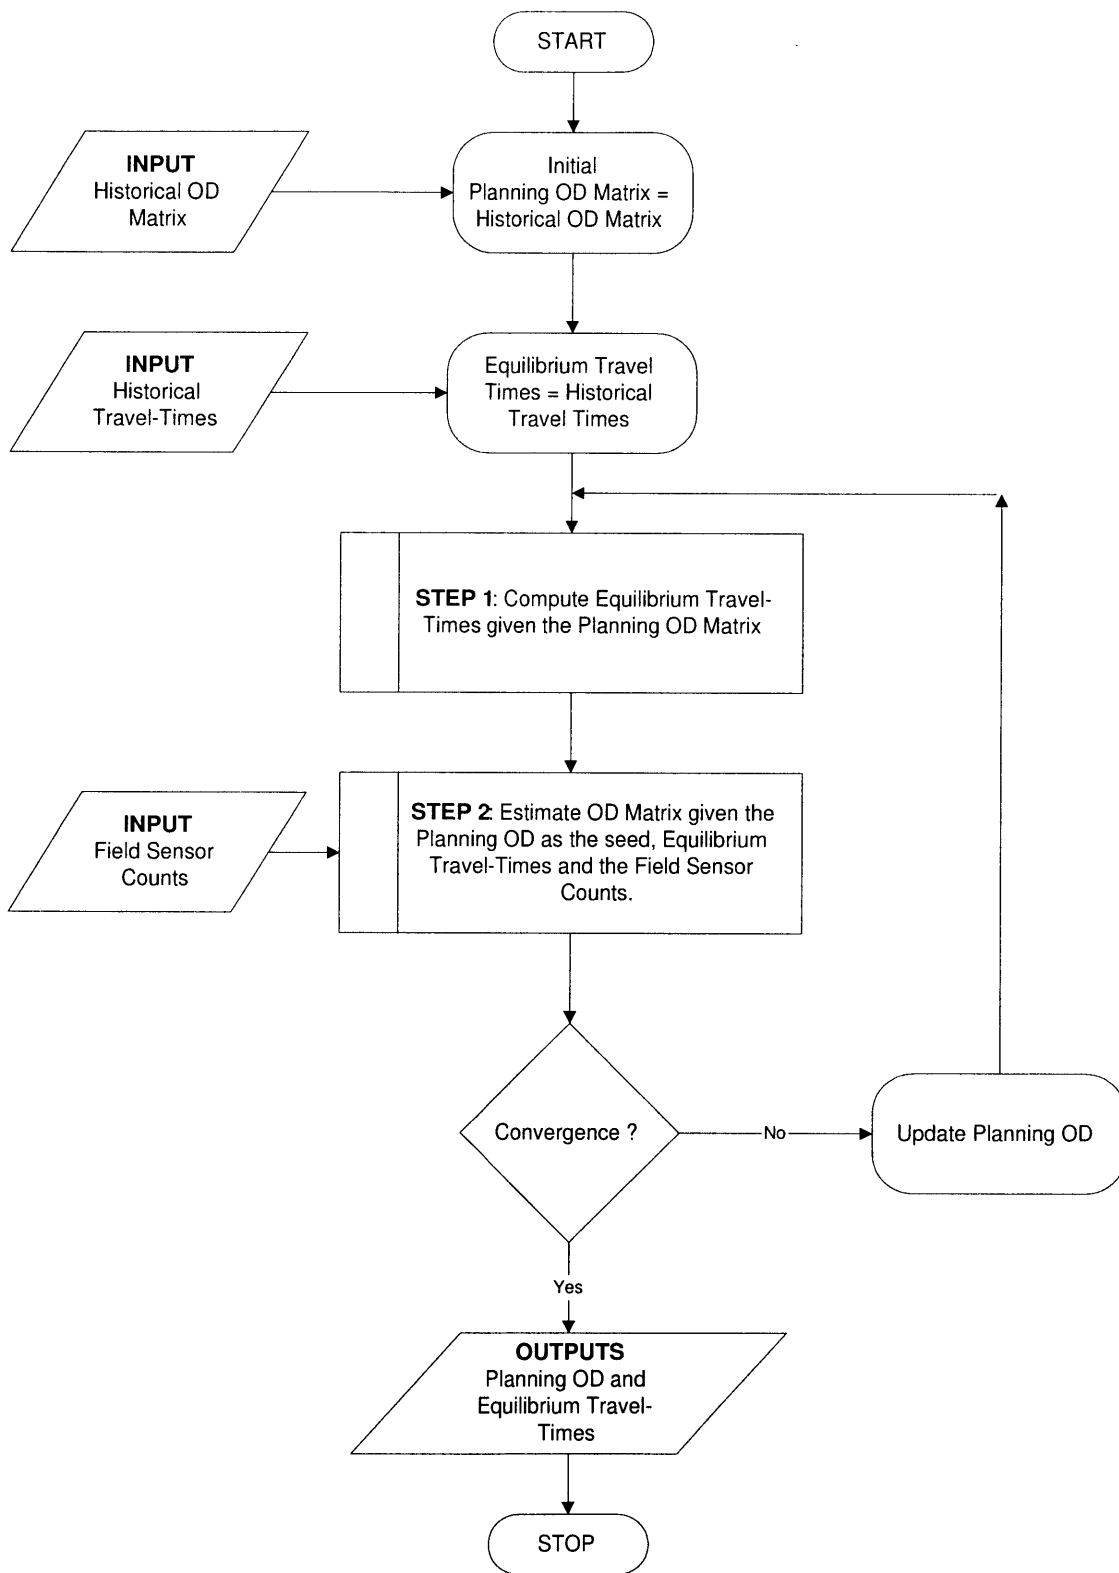 START
INPUT
Historical OD
Matrix
Initial
Planning OD Matrix =
Historical OD Matrix
INPUT
Historical
Travel-Times
Equilibrium Travel
Times = Historical
Travel Times
STEP 1: Compute Equilibrium Travel-
Times given the Planning OD Matrix
INPUT
Field Sensor
Counts
STEP 2: Estimate OD Matrix given the
Planning OD as the seed, Equilibrium
Travel-Times and the Field Sensor
Counts.
Convergence ?
No
Update Planning OD
Yes
OUTPUTS
Planning OD and
Equilibrium Travel-
Times
STOP